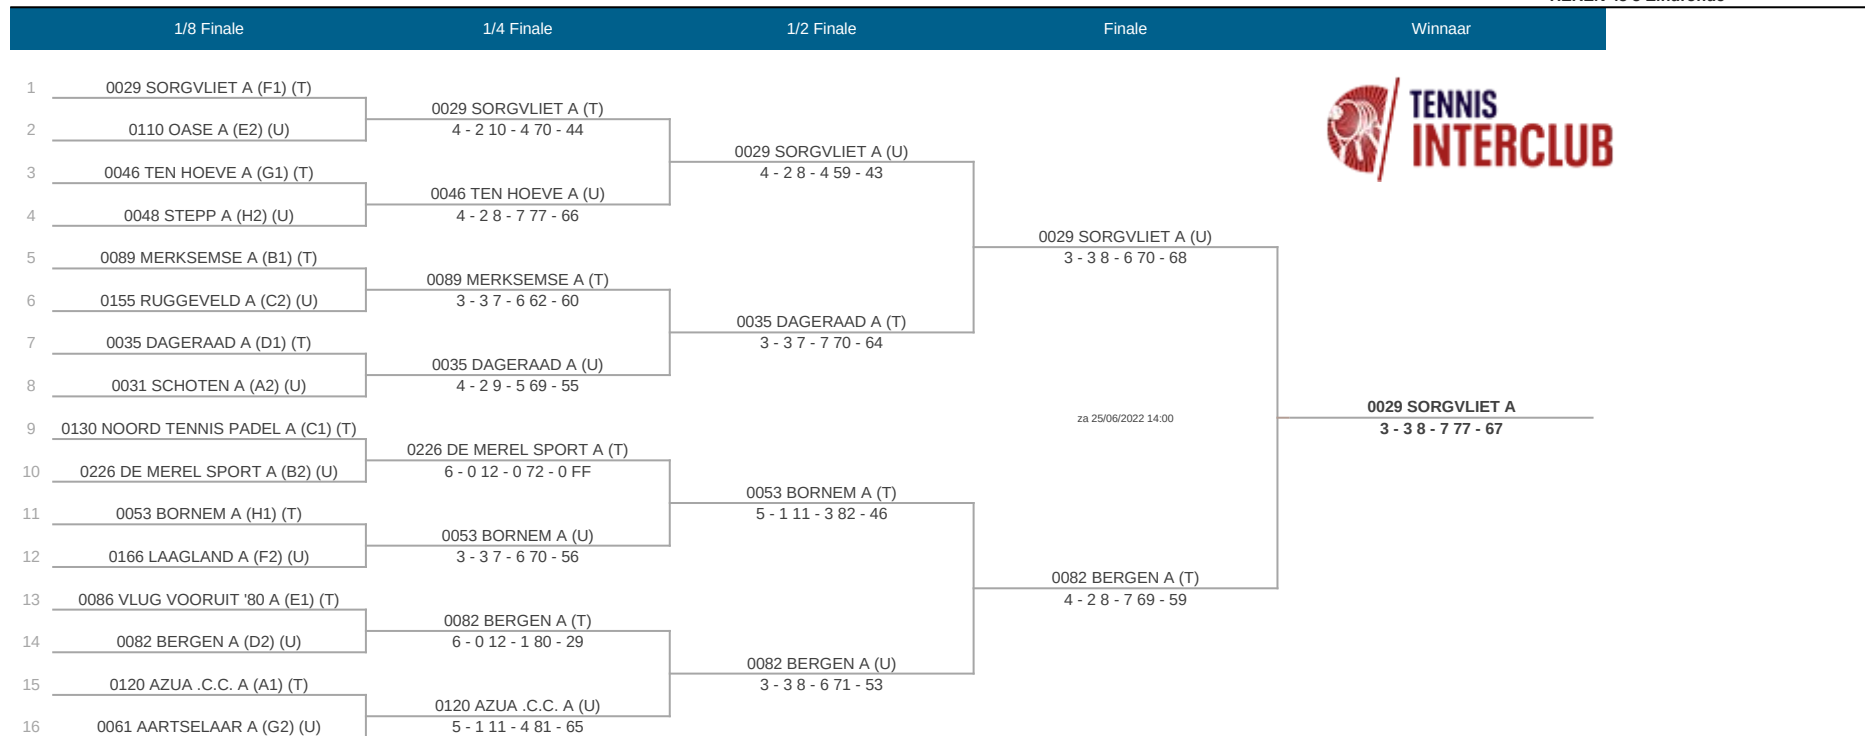 1/8 Finale 1/4 Finale 1/2 Finale Finale Winnaar
TENNIS
INTERCLUB
1 0029 SORGVLIET A (F1) (T)
0029 SORGVLIET A (T)
2 0110 OASE A (E2) (U)
4 - 2 10 - 4 70 - 44
0029 SORGVLIET A (U)
3 0046 TEN HOEVE A (G1) (T)
4 - 2 8 - 4 59 - 43
0046 TEN HOEVE A (U)
4 0048 STEPP A (H2) (U)
4 - 2 8 - 7 77 - 66
0029 SORGVLIET A (U)
5 0089 MERKSEMSE A (B1) (T)
3 - 3 8 - 6 70 - 68
0089 MERKSEMSE A (T)
6 0155 RUGGEVELD A (C2) (U)
3 - 3 7 - 6 62 - 60
0035 DAGERAAD A (T)
7 0035 DAGERAAD A (D1) (T)
3 - 3 7 - 7 70 - 64
0035 DAGERAAD A (U)
8 0031 SCHOTEN A (A2) (U)
4 - 2 9 - 5 69 - 55
0029 SORGVLIET A
za 25/06/2022 14:00
9 0130 NOORD TENNIS PADEL A (C1) (T)
3 - 3 8 - 7 77 - 67
0226 DE MEREL SPORT A (T)
10 0226 DE MEREL SPORT A (B2) (U)
6 - 0 12 - 0 72 - 0 FF
0053 BORNEM A (T)
11 0053 BORNEM A (H1) (T)
5 - 1 11 - 3 82 - 46
0053 BORNEM A (U)
12 0166 LAAGLAND A (F2) (U)
3 - 3 7 - 6 70 - 56
0082 BERGEN A (T)
13 0086 VLUG VOORUIT '80 A (E1) (T)
4 - 2 8 - 7 69 - 59
0082 BERGEN A (T)
14 0082 BERGEN A (D2) (U)
6 - 0 12 - 1 80 - 29
0082 BERGEN A (U)
15 0120 AZUA .C.C. A (A1) (T)
3 - 3 8 - 6 71 - 53
0120 AZUA .C.C. A (U)
16 0061 AARTSELAAR A (G2) (U)
5 - 1 11 - 4 81 - 65